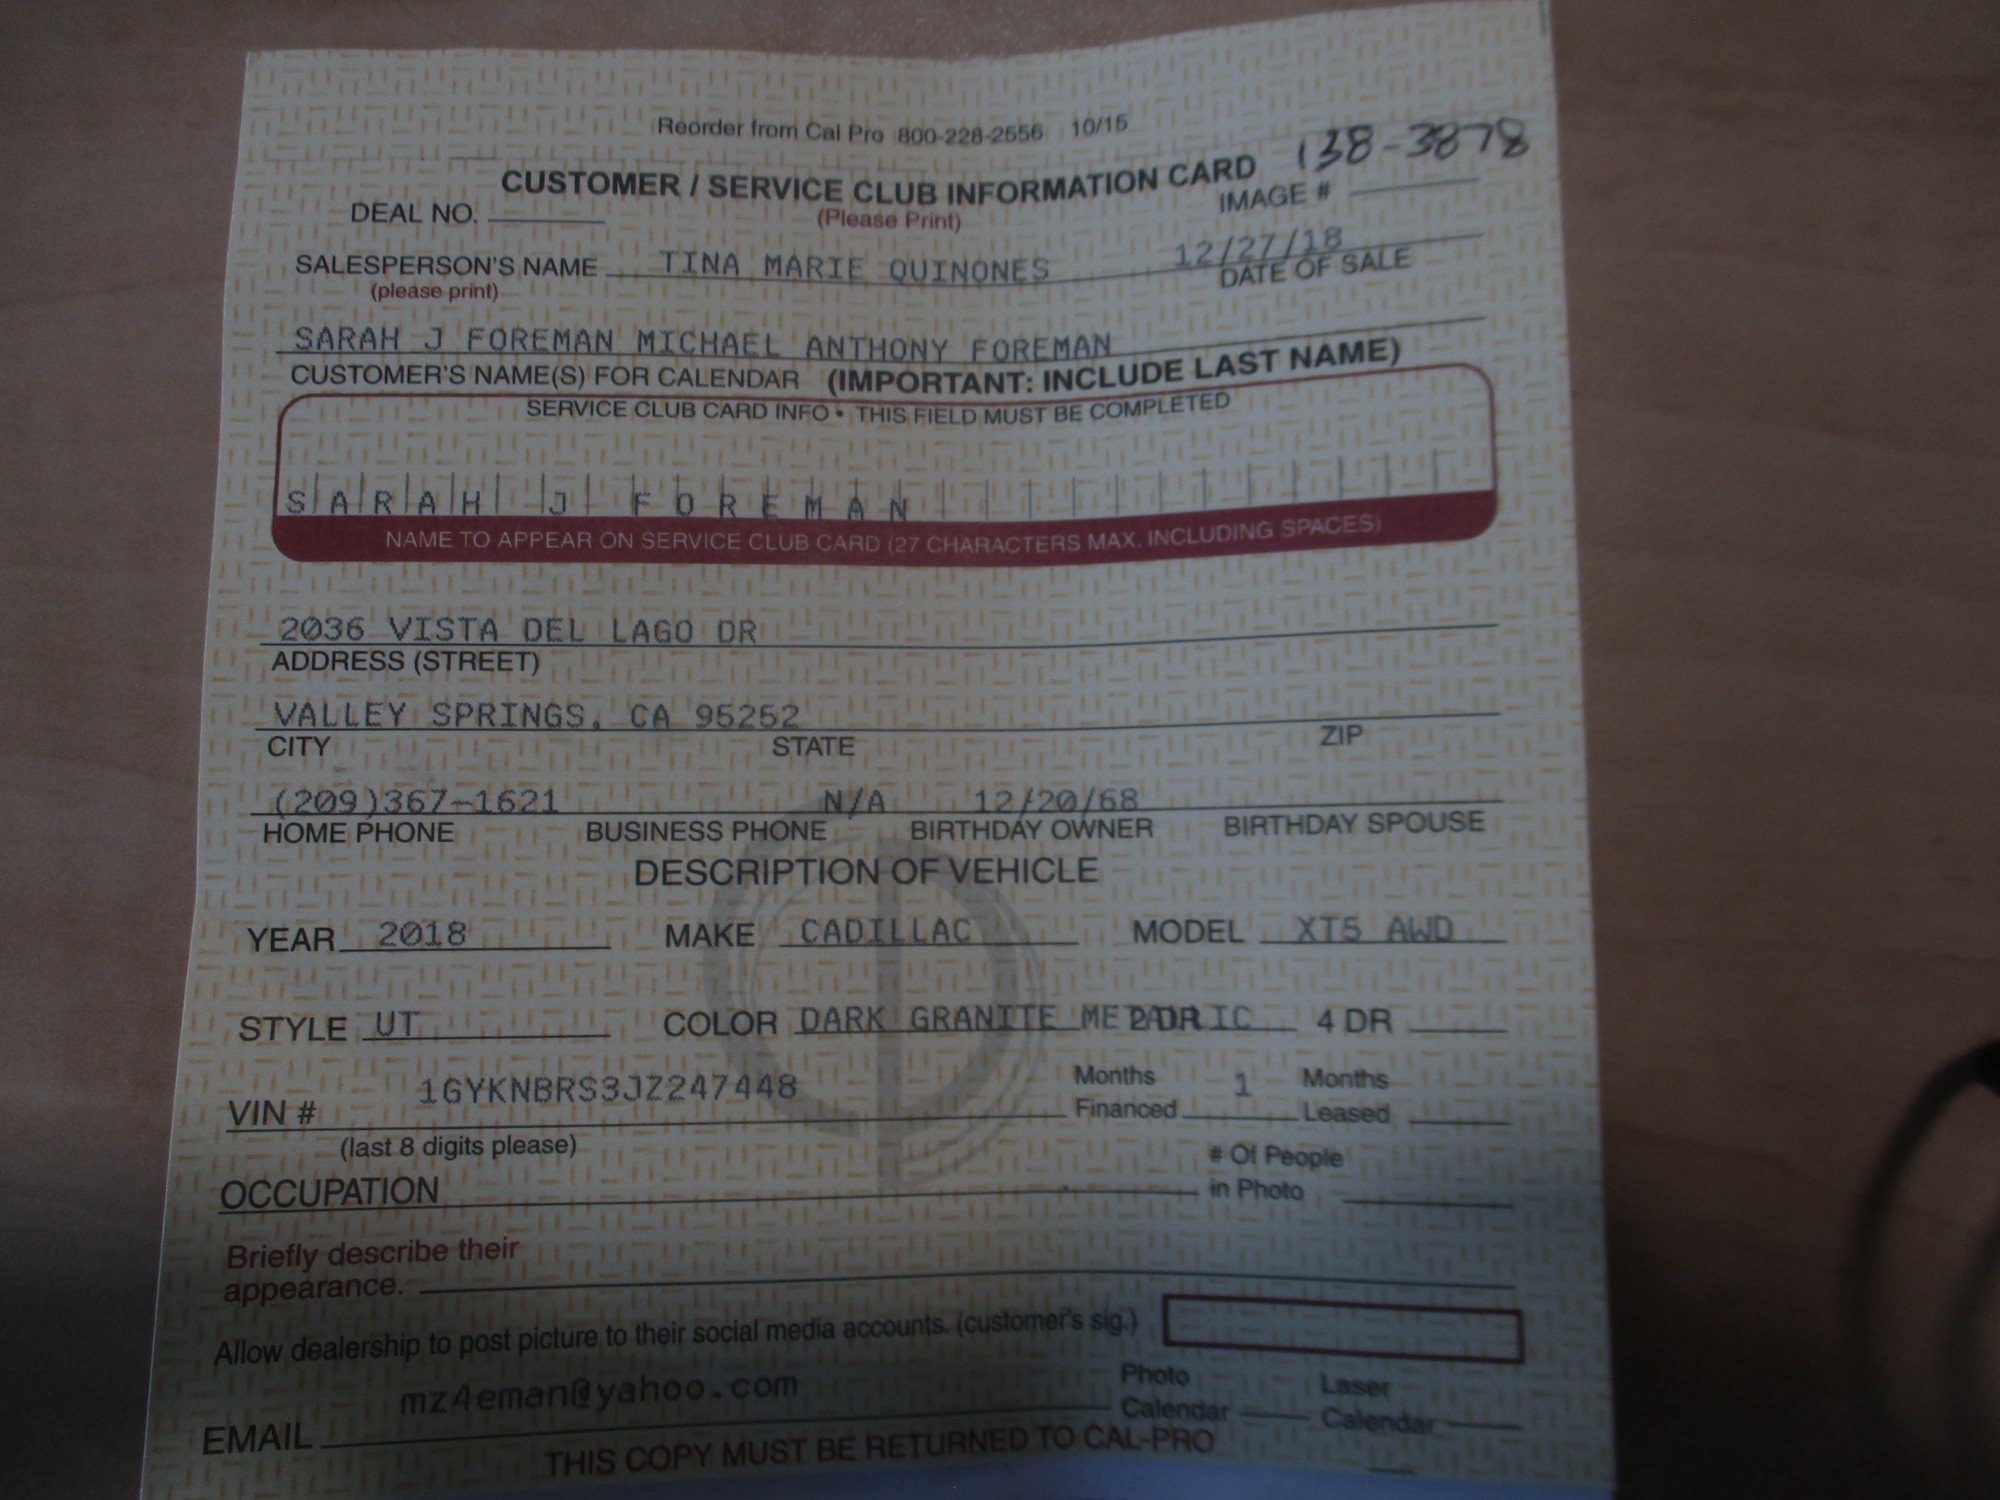 Reorder from Cal Pro 800-228-2556 10/15
138-3878
CUSTOMER / SERVICE CLUB INFORMATION CARD
IMAGE #
DEAL NO.
(Please Print)
12/27/18
SALESPERSON'S NAME TINA MARIE QUINONES DATE OF SALE
(please print)
SARAH J FOREMAN MICHAEL ANTHONY FOREMAN
CUSTOMER'S NAME(S) FOR CALENDAR (IMPORTANT: INCLUDE LAST NAME)
SERVICE CLUB CARD INFO • THIS FIELD MUST BE COMPLETED
SARAH J FOREMAN
NAME TO APPEAR ON SERVICE CLUB CARD (27 CHARACTERS MAX. INCLUDING SPACES)
2036 VISTA DEL LAGO DR
ADDRESS (STREET)
VALLEY SPRINGS, CA 95252
CITY STATE ZIP
(209)367-1621 N/A 12/20/68
HOME PHONE BUSINESS PHONE BIRTHDAY OWNER BIRTHDAY SPOUSE
DESCRIPTION OF VEHICLE
YEAR 2018 MAKE CADILLAC MODEL XT5 AWD
STYLE UT COLOR DARK GRANITE 2 DR 4 DR
VIN # 1GYKNBRS3JZ247448 Months Financed 1 Months Leased
(last 8 digits please)
OCCUPATION # Of People in Photo
Briefly describe their
appearance.
Allow dealership to post picture to their social media accounts. (customer's sig.)
EMAIL mz4eman@yahoo.com Photo Calendar Laser Calendar
THIS COPY MUST BE RETURNED TO CAL-PRO